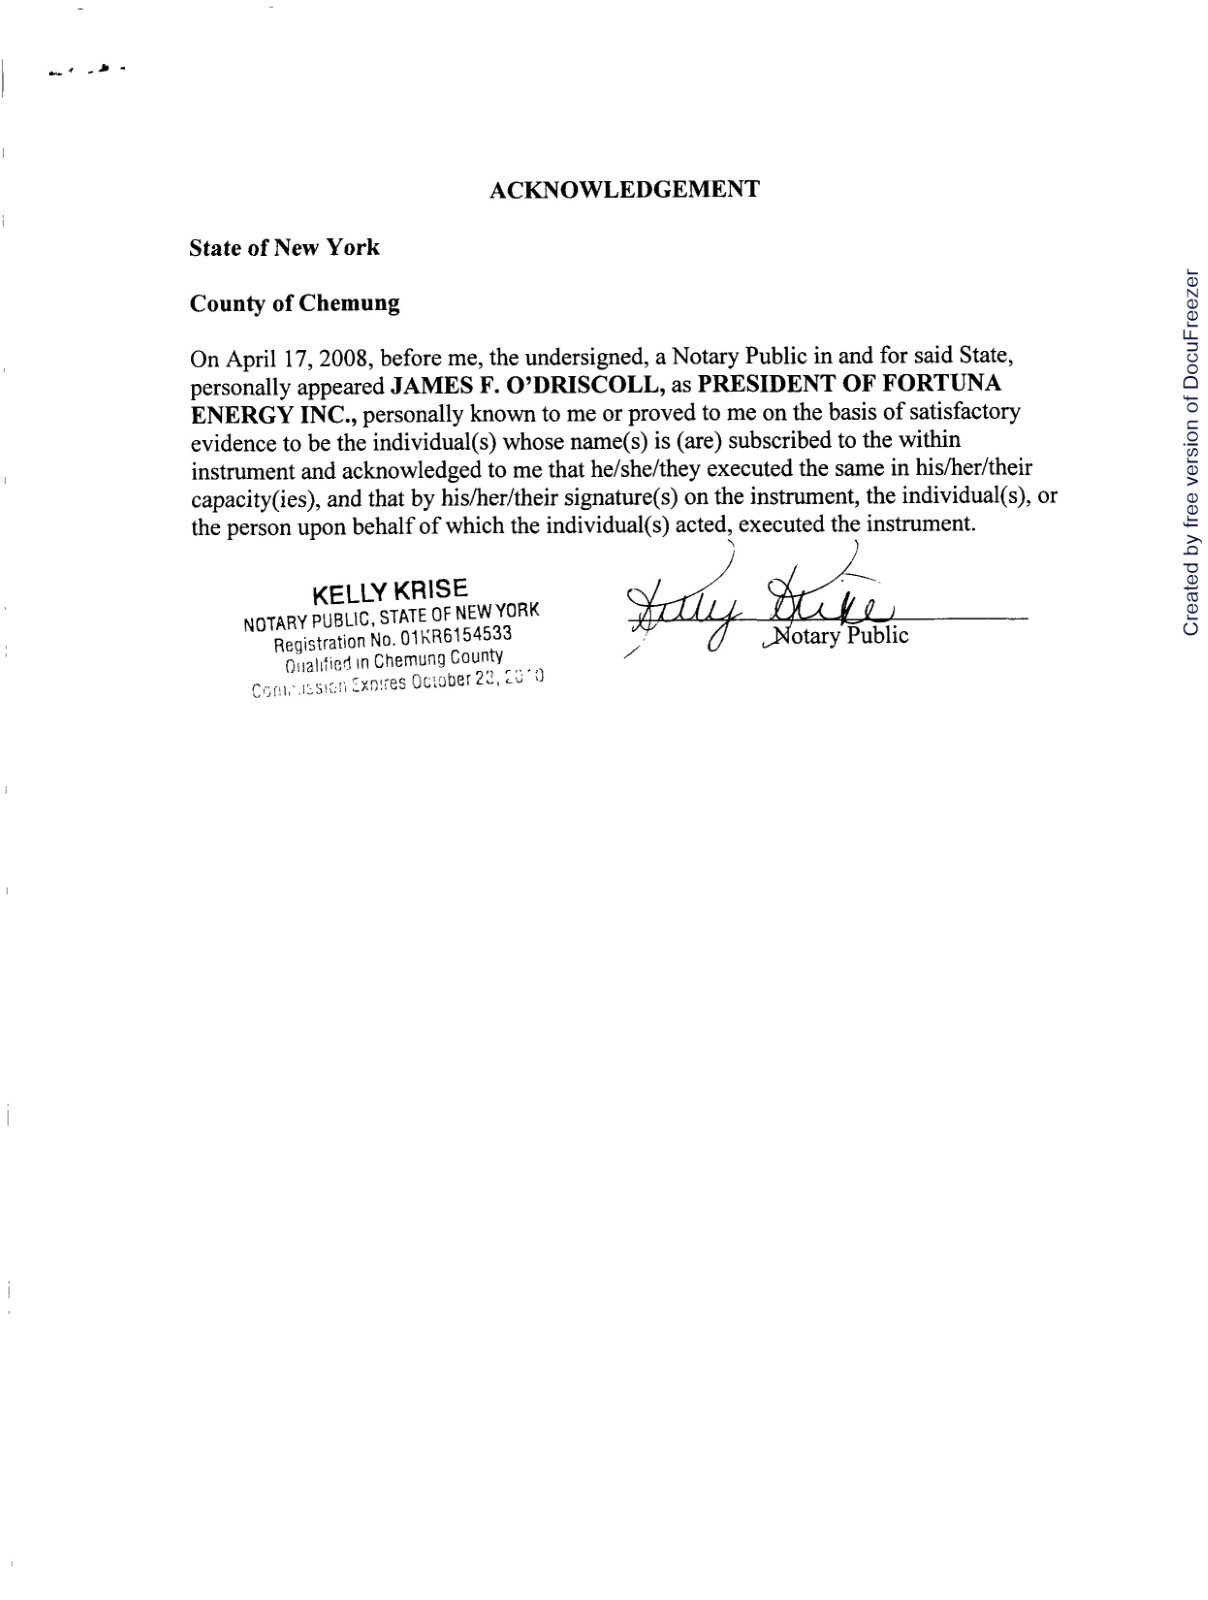 ACKNOWLEDGEMENT
State of New York
County of Chemung
On April 17, 2008, before me, the undersigned, a Notary Public in and for said State,
personally appeared JAMES F. O'DRISCOLL, as PRESIDENT OF FORTUNA
ENERGY INC., personally known to me or proved to me on the basis of satisfactory
evidence to be the individual(s) whose name(s) is (are) subscribed to the within
instrument and acknowledged to me that he/she/they executed the same in his/her/their
capacity(ies), and that by his/her/their signature(s) on the instrument, the individual(s), or
the person upon behalf of which the individual(s) acted, executed the instrument.
KELLY KRISE
NOTARY PUBLIC, STATE OF NEW YORK
Registration No. 01KR6154533
Qualified in Chemung County
Commission Expires October 23, 2010
Kelly Krise
Notary Public
Created by free version of DocuFreezer